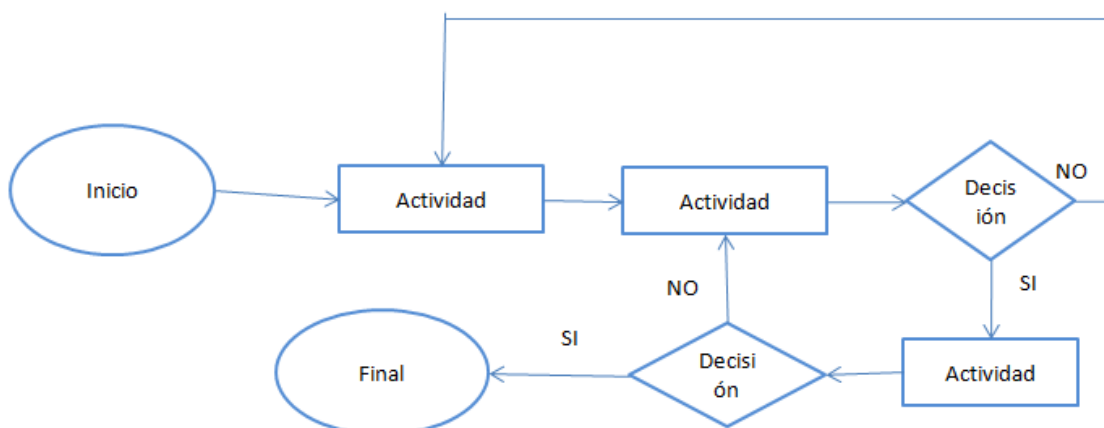 Inicio
Actividad
Actividad
Decis
ión
NO
SI
NO
SI
Final
Decisi
ón
Actividad